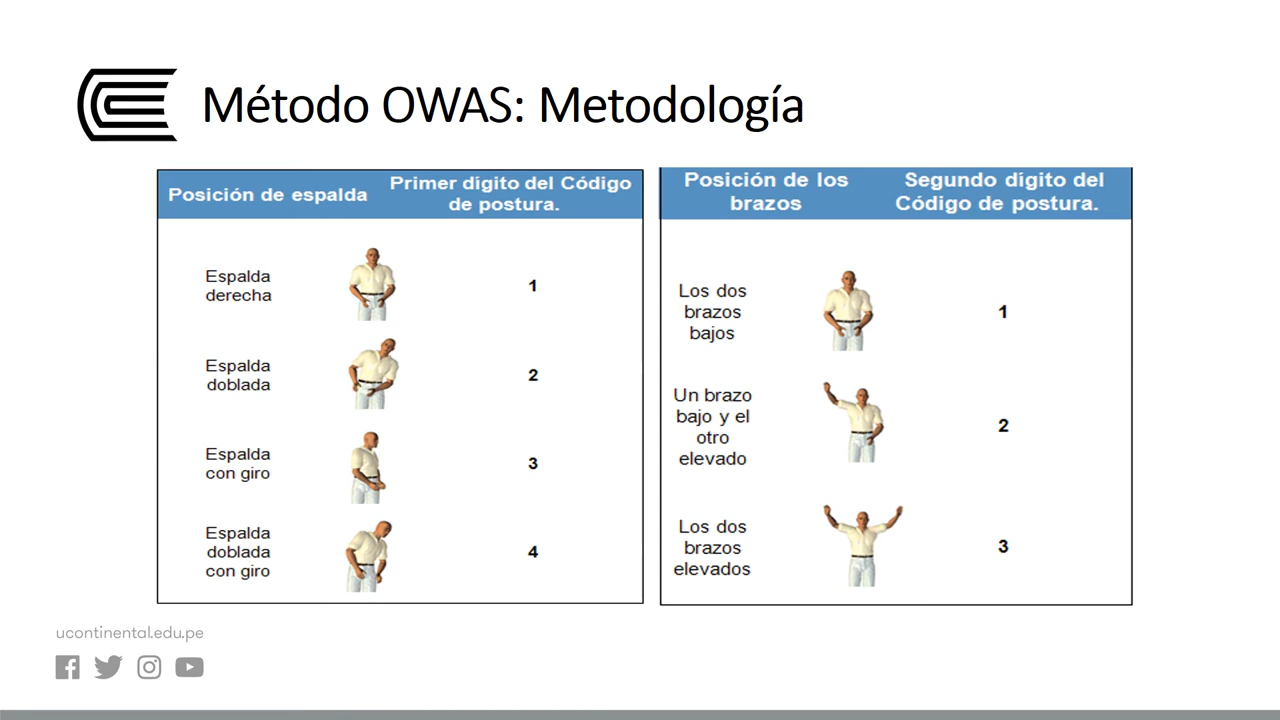 Método OWAS: Metodología
Posición de espalda
Primer dígito del Código
de postura.
Espalda
derecha
1
Espalda
doblada
2
Espalda
con giro
3
Espalda
doblada
con giro
4
Posición de los
brazos
Segundo dígito del
Código de postura.
Los dos
brazos
bajos
1
Un brazo
bajo y el
otro
elevado
2
Los dos
brazos
elevados
3
ucontinental.edu.pe